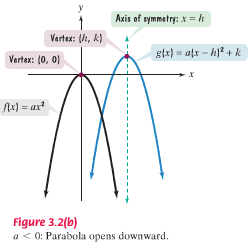 y
Axis of symmetry: x = h
Vertex: (h, k)
g(x) = a(x − h)² + k
Vertex: (0, 0)
x
f(x) = ax²
Figure 3.2(b)
a < 0: Parabola opens downward.